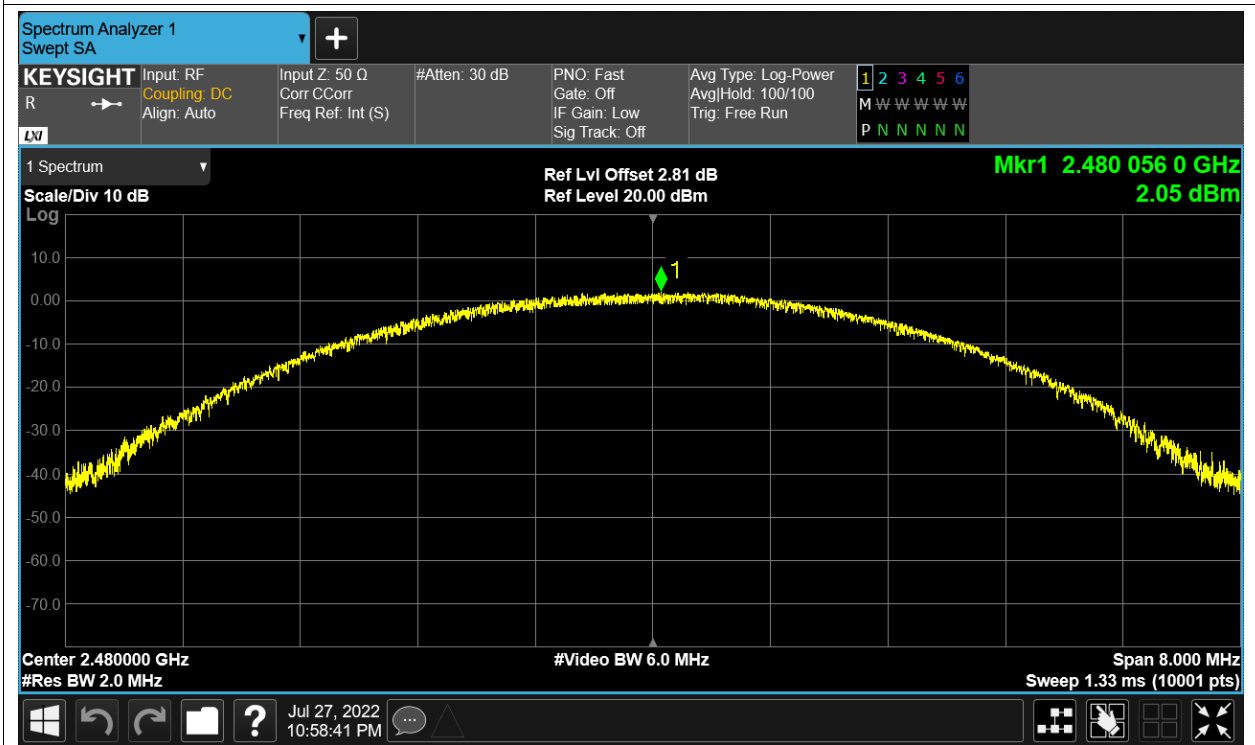 Spectrum Analyzer 1
Swept SA
KEYSIGHT Input: RF Input Z: 50 Ω #Atten: 30 dB PNO: Fast Avg Type: Log-Power 1 2 3 4 5 6
R Coupling: DC Corr CCorr Gate: Off Avg|Hold: 100/100 M W W W W W W
Align: Auto Freq Ref: Int (S) IF Gain: Low Trig: Free Run
LXI Sig Track: Off P N N N N N N
1 Spectrum Ref Lvl Offset 2.81 dB Mkr1 2.480 056 0 GHz
Scale/Div 10 dB Ref Level 20.00 dBm 2.05 dBm
Log
10.0
1
0.00
-10.0
-20.0
-30.0
-40.0
-50.0
-60.0
-70.0
Center 2.480000 GHz #Video BW 6.0 MHz Span 8.000 MHz
#Res BW 2.0 MHz Sweep 1.33 ms (10001 pts)
? Jul 27, 2022
10:58:41 PM